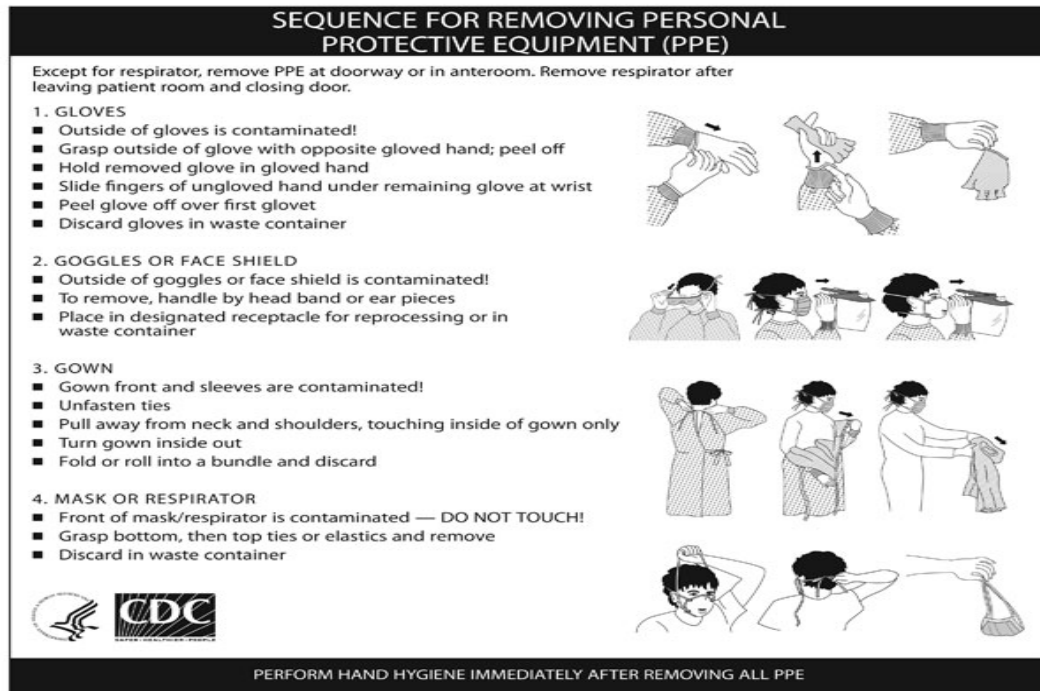 SEQUENCE FOR REMOVING PERSONAL
PROTECTIVE EQUIPMENT (PPE)
Except for respirator, remove PPE at doorway or in anteroom. Remove respirator after
leaving patient room and closing door.
1. GLOVES
■ Outside of gloves is contaminated!
■ Grasp outside of glove with opposite gloved hand; peel off
■ Hold removed glove in gloved hand
■ Slide fingers of ungloved hand under remaining glove at wrist
■ Peel glove off over first glovet
■ Discard gloves in waste container
2. GOGGLES OR FACE SHIELD
■ Outside of goggles or face shield is contaminated!
■ To remove, handle by head band or ear pieces
■ Place in designated receptacle for reprocessing or in
waste container
3. GOWN
■ Gown front and sleeves are contaminated!
■ Unfasten ties
■ Pull away from neck and shoulders, touching inside of gown only
■ Turn gown inside out
■ Fold or roll into a bundle and discard
4. MASK OR RESPIRATOR
■ Front of mask/respirator is contaminated — DO NOT TOUCH!
■ Grasp bottom, then top ties or elastics and remove
■ Discard in waste container
CDC
SAFER • HEALTHIER • PEOPLE
PERFORM HAND HYGIENE IMMEDIATELY AFTER REMOVING ALL PPE